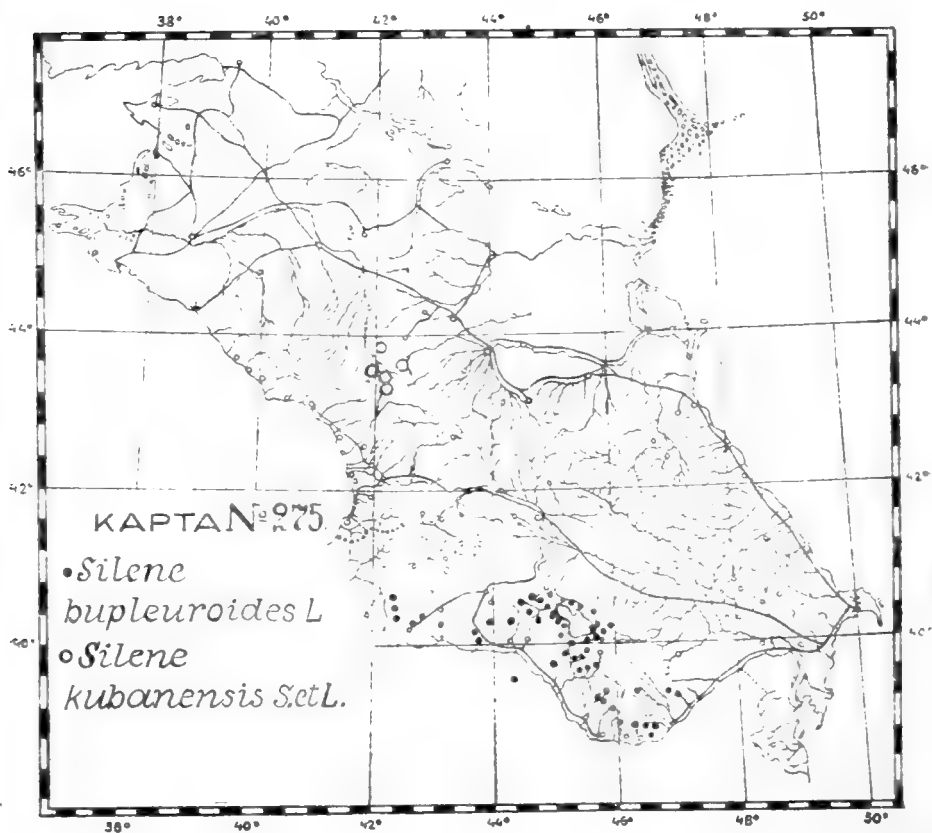 38° 40° 42° 44° 46° 48° 50°
46° 46°
44° 44°
42° 42°
КАРТА № 275
• Silene
bupleuroides L
40° 40°
○ Silene
kubanensis S. et L.
38° 40° 42° 44° 46° 48° 50°